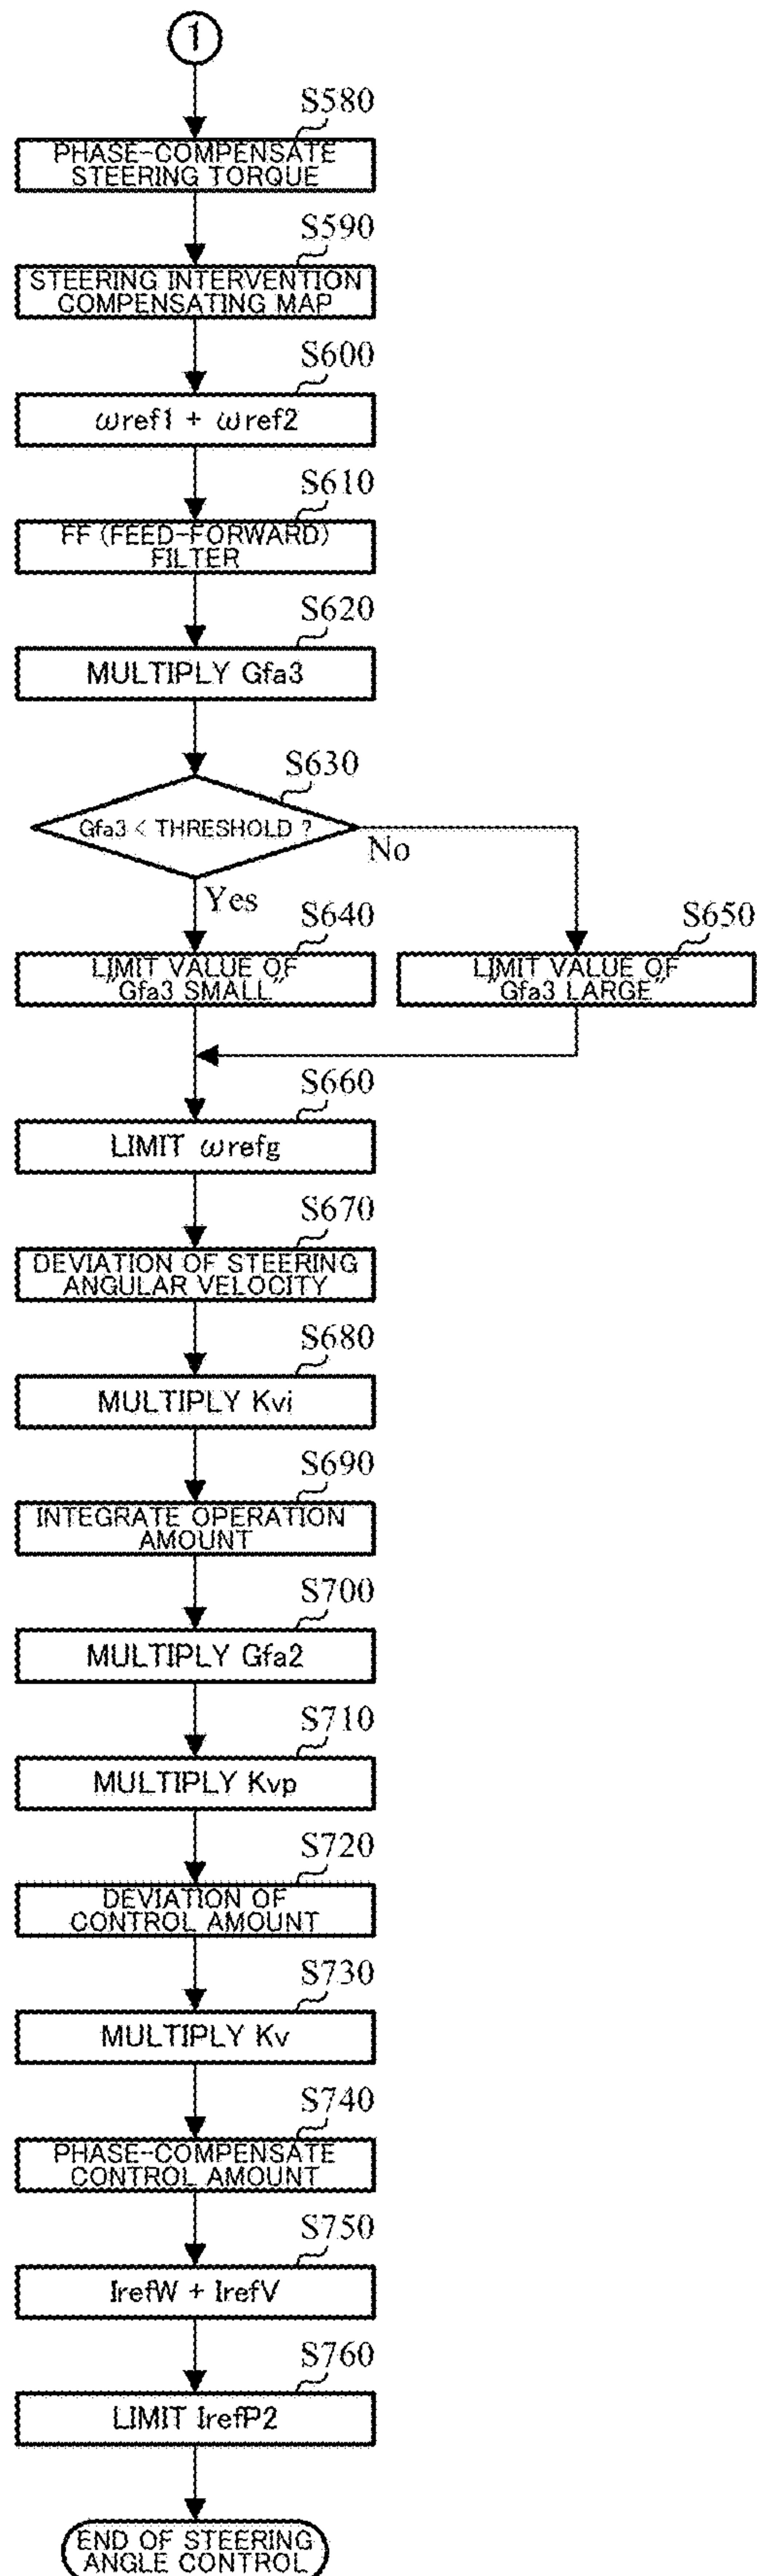 1
S580
PHASE-COMPENSATE
STEERING TORQUE
S590
STEERING INTERVENTION
COMPENSATING MAP
S600
ωref1 + ωref2
S610
FF (FEED-FORWARD)
FILTER
S620
MULTIPLY Gfa3
S630
Gfa3 < THRESHOLD ?
No
Yes
S640
LIMIT VALUE OF
"Gfa3 SMALL"
S650
LIMIT VALUE OF
"Gfa3 LARGE"
S660
LIMIT ωrefg
S670
DEVIATION OF STEERING
ANGULAR VELOCITY
S680
MULTIPLY Kvi
S690
INTEGRATE OPERATION
AMOUNT
S700
MULTIPLY Gfa2
S710
MULTIPLY Kvp
S720
DEVIATION OF
CONTROL AMOUNT
S730
MULTIPLY Kv
S740
PHASE-COMPENSATE
CONTROL AMOUNT
S750
IrefW + IrefV
S760
LIMIT IrefP2
END OF STEERING
ANGLE CONTROL